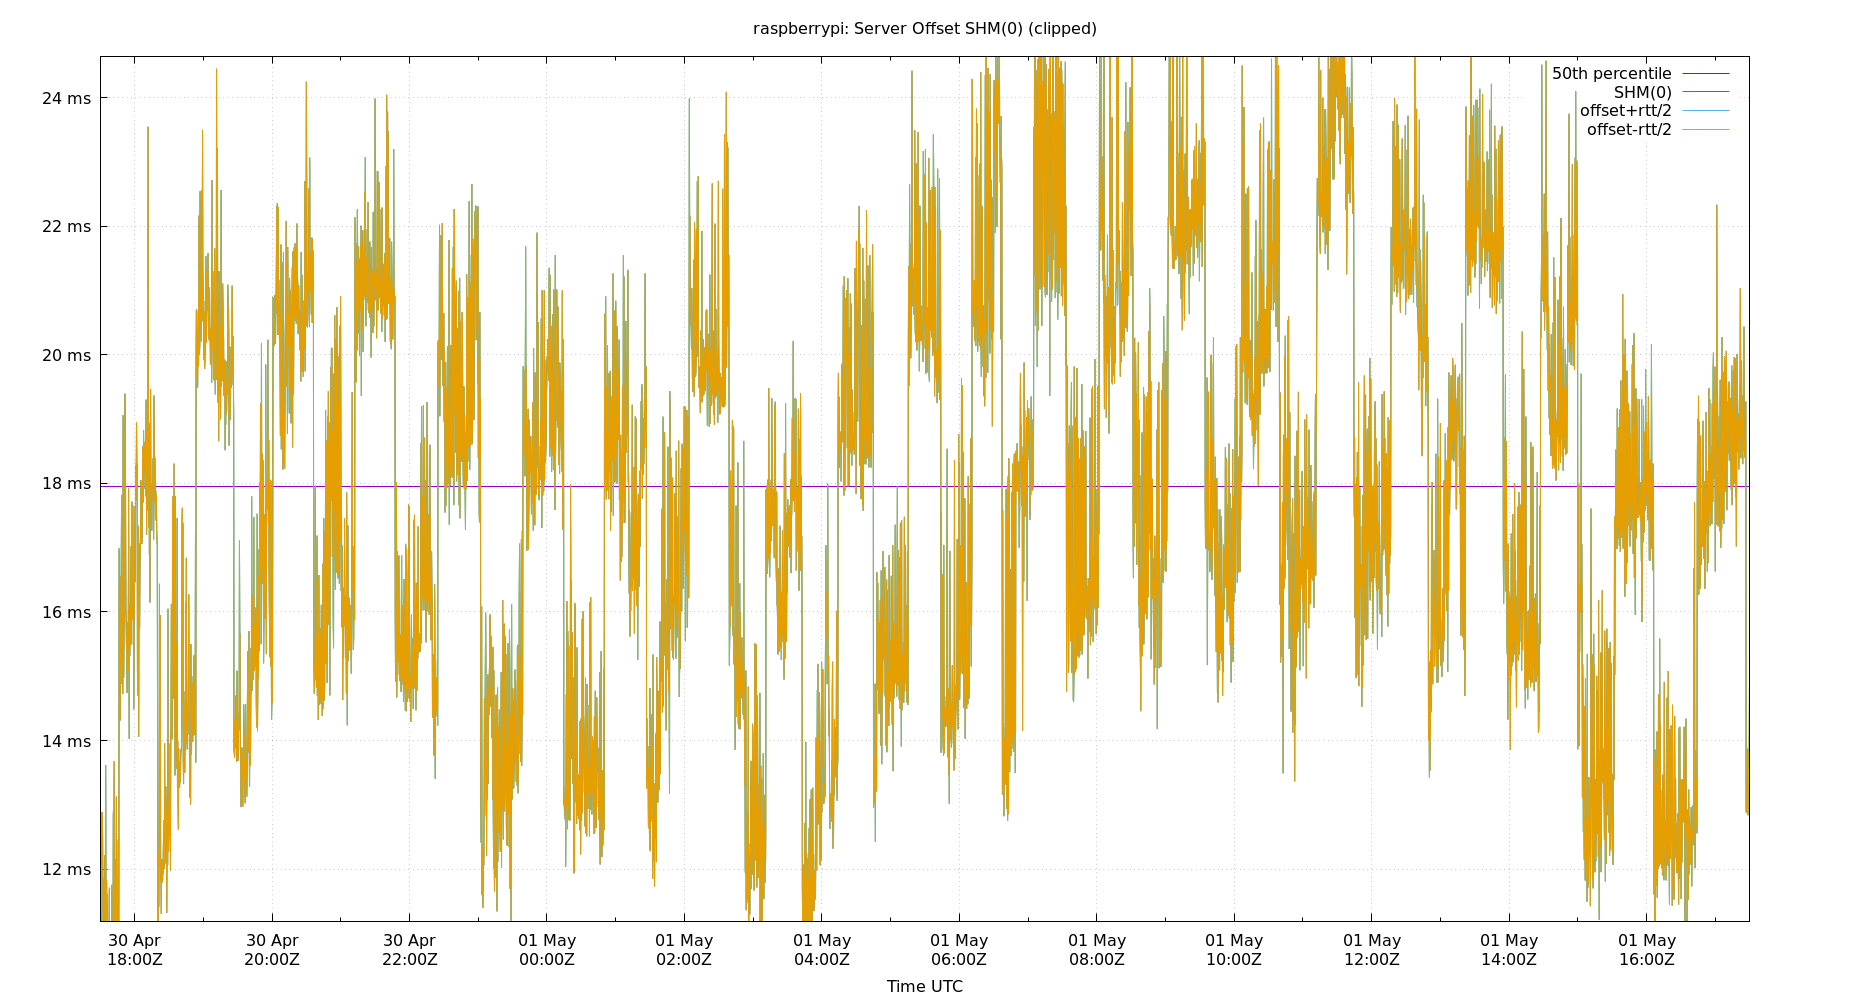 raspberrypi: Server Offset SHM(0) (clipped)
50th percentile
SHM(0)
offset+rtt/2
offset-rtt/2
24 ms
22 ms
20 ms
18 ms
16 ms
14 ms
12 ms
30 Apr 30 Apr 30 Apr 01 May 01 May 01 May 01 May 01 May 01 May 01 May 01 May 01 May
18:00Z 20:00Z 22:00Z 00:00Z 02:00Z 04:00Z 06:00Z 08:00Z 10:00Z 12:00Z 14:00Z 16:00Z
Time UTC